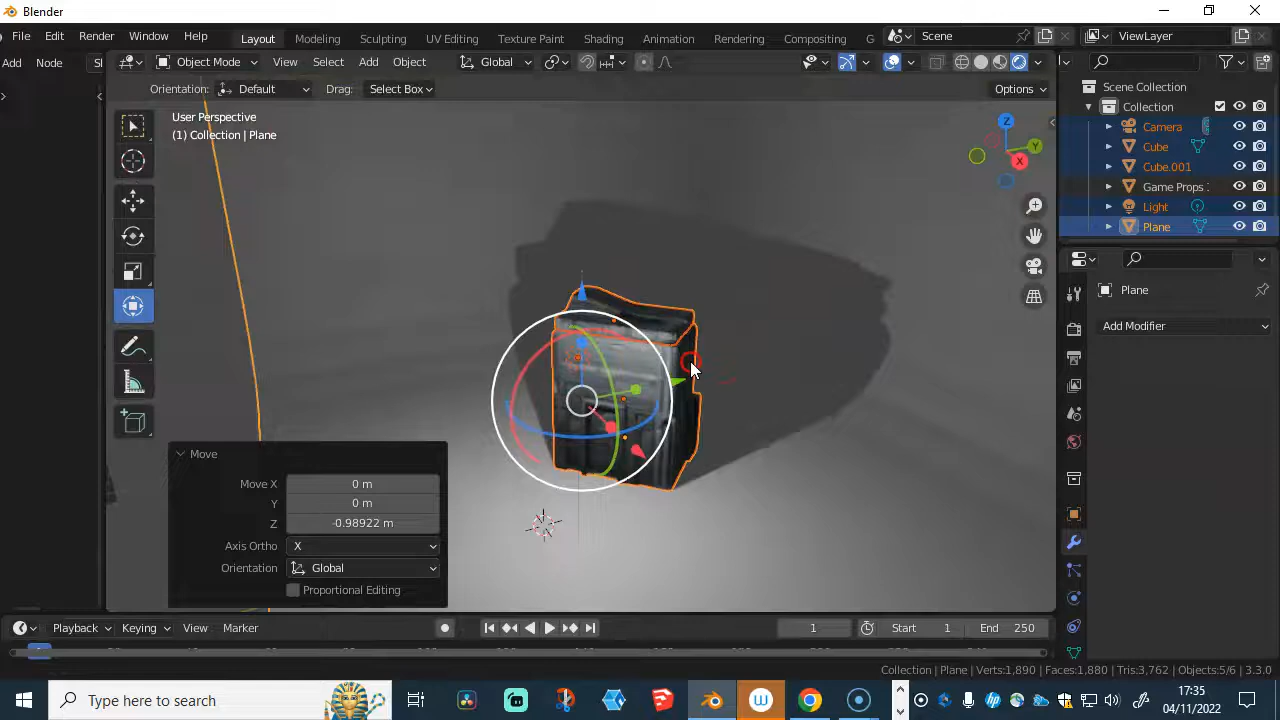 Blender
File Edit Render Window Help
Layout Modeling Sculpting UV Editing Texture Paint Shading Animation Rendering Compositing G
Scene
ViewLayer
Add Node Sl
Object Mode View Select Add Object
Global
Orientation: Default Drag: Select Box
Options
User Perspective
(1) Collection | Plane
Z
Y
X
Scene Collection
Collection
Camera
Cube
Cube.001
Game Props
Light
Plane
Plane
Add Modifier
Move
Move X 0 m
Y 0 m
Z -0.98922 m
Axis Ortho X
Orientation Global
Proportional Editing
Playback Keying View Marker
1
Start 1 End 250
Collection | Plane | Verts:1,890 | Faces:1,880 | Tris:3,762 | Objects:5/6 | 3.3.0
Type here to search
17:35
04/11/2022